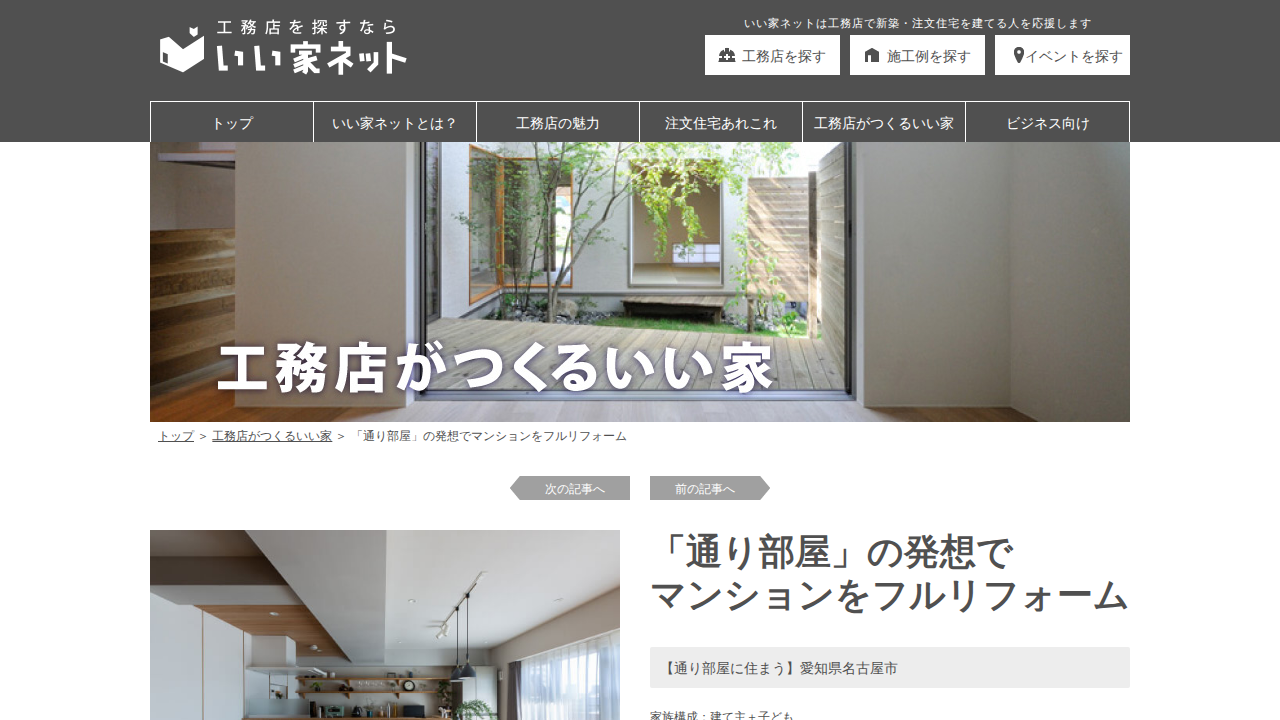 工務店を探すなら
いい家ネット
いい家ネットは工務店で新築・注文住宅を建てる人を応援します
工務店を探す
施工例を探す
イベントを探す
トップ
いい家ネットとは？
工務店の魅力
注文住宅あれこれ
工務店がつくるいい家
ビジネス向け
工務店がつくるいい家
トップ ＞ 工務店がつくるいい家 ＞ 「通り部屋」の発想でマンションをフルリフォーム
次の記事へ
前の記事へ
「通り部屋」の発想で
マンションをフルリフォーム
【通り部屋に住まう】愛知県名古屋市
家族構成：建て主＋子ども